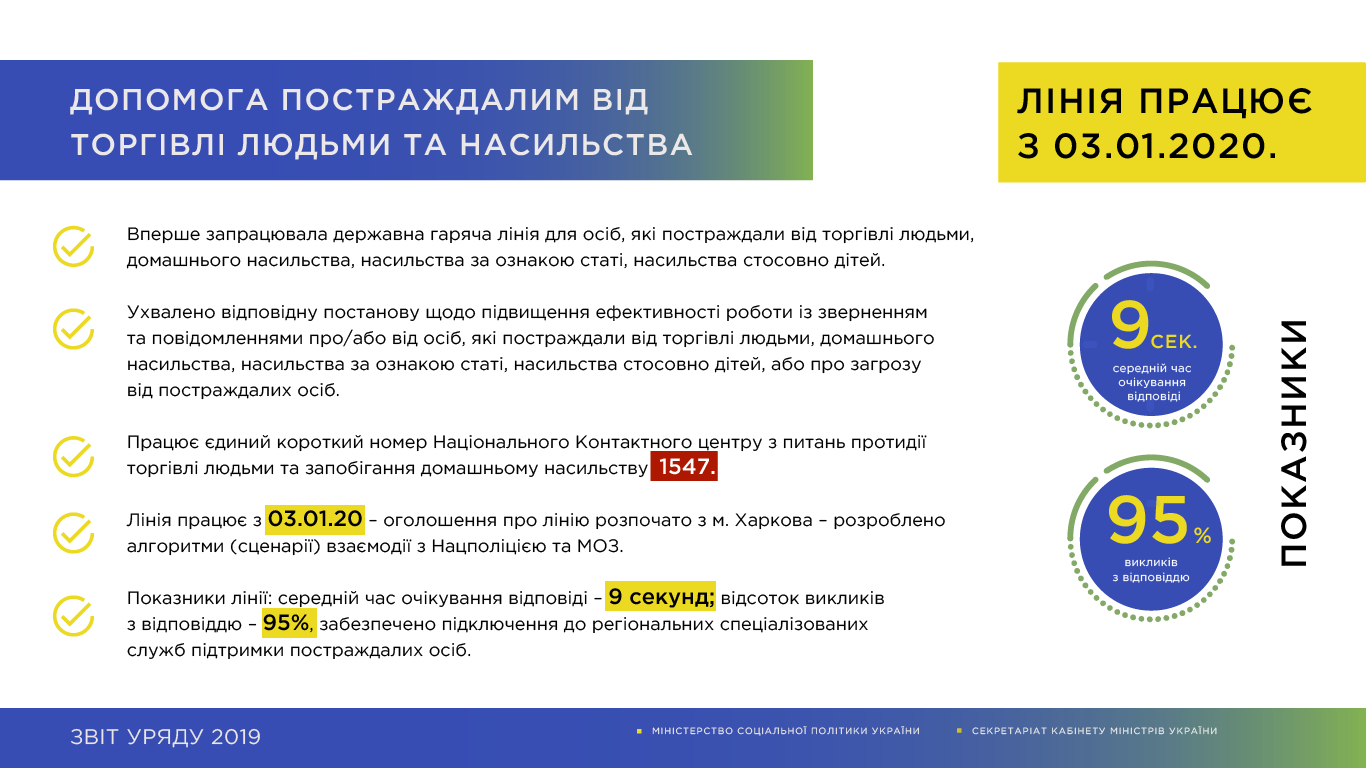 ДОПОМОГА ПОСТРАЖДАЛИМ ВІД
ТОРГІВЛІ ЛЮДЬМИ ТА НАСИЛЬСТВА
ЛІНІЯ ПРАЦЮЄ
З 03.01.2020.
Вперше запрацювала державна гаряча лінія для осіб, які постраждали від торгівлі людьми,
домашнього насильства, насильства за ознакою статі, насильства стосовно дітей.
Ухвалено відповідну постанову щодо підвищення ефективності роботи із зверненням
та повідомленнями про/або від осіб, які постраждали від торгівлі людьми, домашнього
насильства, насильства за ознакою статі, насильства стосовно дітей, або про загрозу
від постраждалих осіб.
Працює єдиний короткий номер Національного Контактного центру з питань протидії
торгівлі людьми та запобігання домашньому насильству 1547.
Лінія працює з 03.01.20 – оголошення про лінію розпочато з м. Харкова – розроблено
алгоритми (сценарії) взаємодії з Нацполіцією та МОЗ.
Показники лінії: середній час очікування відповіді – 9 секунд; відсоток викликів
з відповіддю – 95%, забезпечено підключення до регіональних спеціалізованих
служб підтримки постраждалих осіб.
9 СЕК.
середній час
очікування
відповіді
95 %
викликів
з відповіддю
ПОКАЗНИКИ
ЗВІТ УРЯДУ 2019
МІНІСТЕРСТВО СОЦІАЛЬНОЇ ПОЛІТИКИ УКРАЇНИ
СЕКРЕТАРІАТ КАБІНЕТУ МІНІСТРІВ УКРАЇНИ